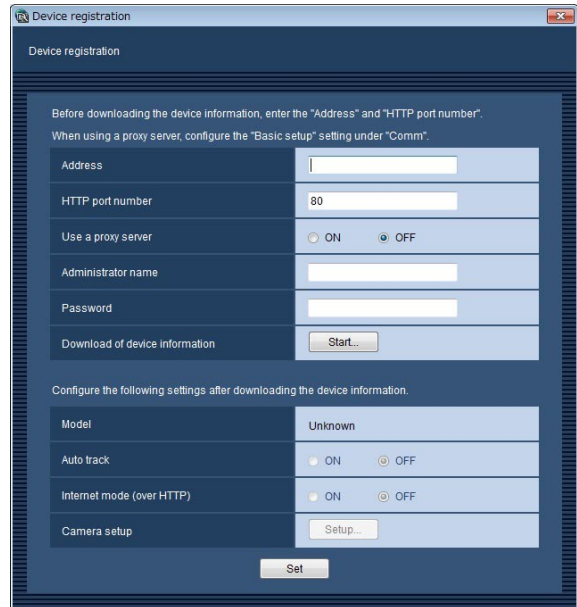 Device registration
Device registration
Before downloading the device information, enter the "Address" and "HTTP port number".
When using a proxy server, configure the "Basic setup" setting under "Comm".
Address
HTTP port number 80
Use a proxy server ON OFF
Administrator name
Password
Download of device information Start...
Configure the following settings after downloading the device information.
Model Unknown
Auto track ON OFF
Internet mode (over HTTP) ON OFF
Camera setup Setup...
Set